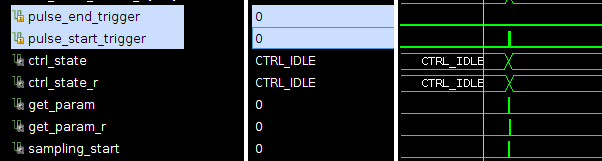 pulse_end_trigger 0
pulse_start_trigger 0
ctrl_state CTRL_IDLE CTRL_IDLE
ctrl_state_r CTRL_IDLE CTRL_IDLE
get_param 0
get_param_r 0
sampling_start 0